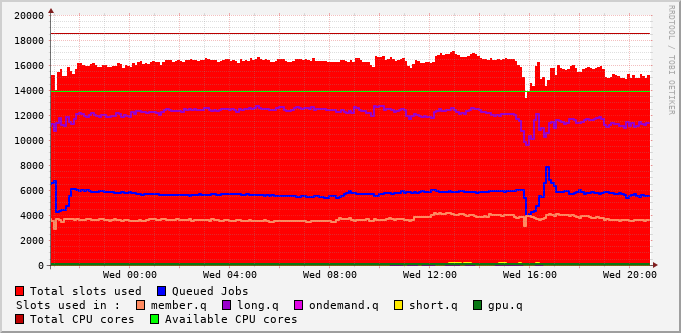 20000
18000
16000
14000
12000
10000
8000
6000
4000
2000
0
Wed 00:00 Wed 04:00 Wed 08:00 Wed 12:00 Wed 16:00 Wed 20:00
Total slots used Queued Jobs
Slots used in : member.q long.q ondemand.q short.q gpu.q
Total CPU cores Available CPU cores
RRDTOOL / TOBI OETIKER